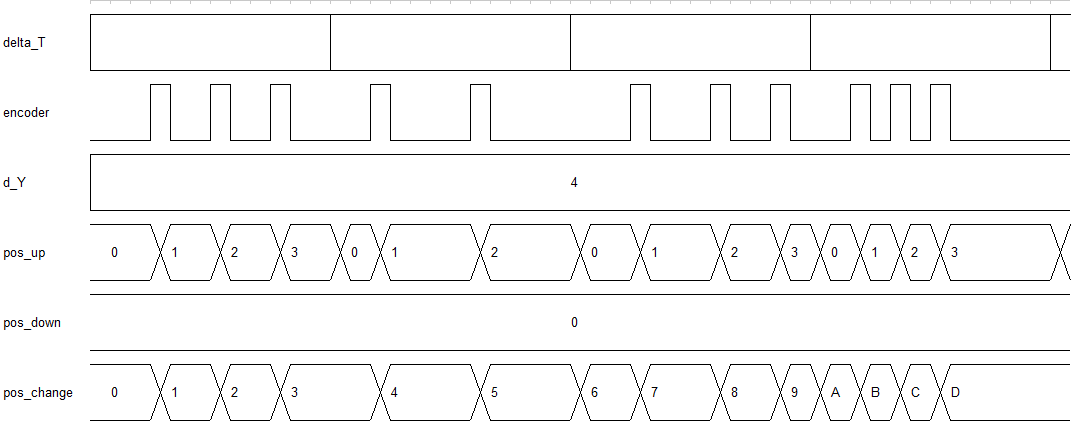 delta_T
encoder
d_Y 4
pos_up 0 1 2 3 0 1 2 0 1 2 3 0 1 2 3
pos_down 0
pos_change 0 1 2 3 4 5 6 7 8 9 A B C D